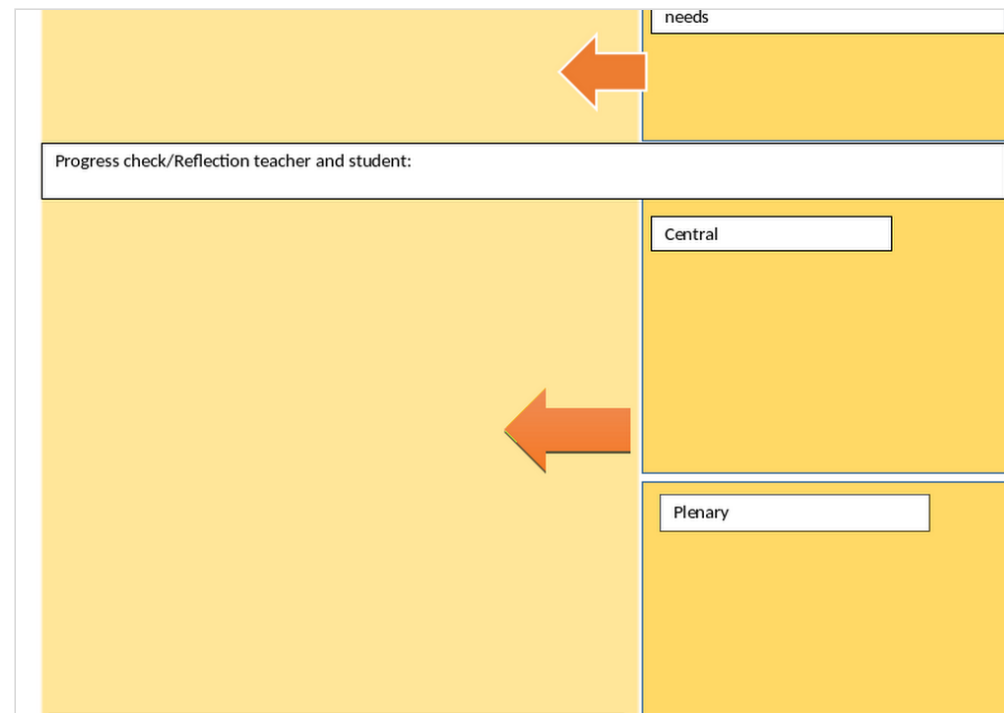 needs
Progress check/Reflection teacher and student:
Central
Plenary